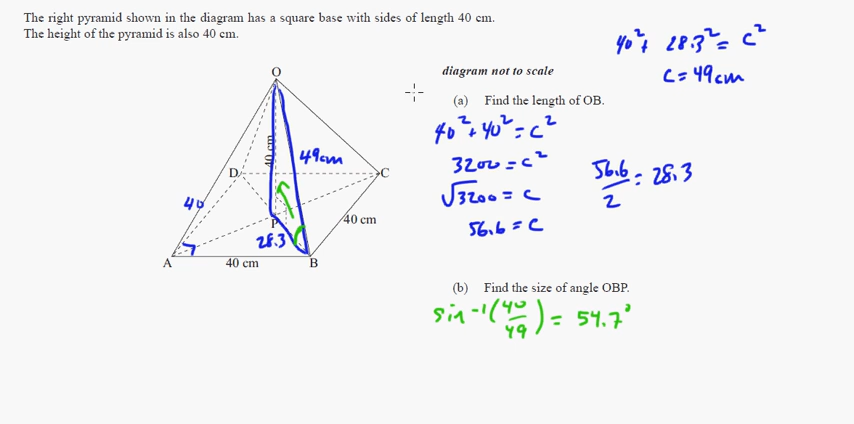 The right pyramid shown in the diagram has a square base with sides of length 40 cm.
The height of the pyramid is also 40 cm.
40² + 28.3² = c²
c = 49cm
diagram not to scale
(a) Find the length of OB.
40² + 40² = c²
3200 = c²
√3200 = c
56.6 = c
56.6/2 = 28.3
O
40 cm
49cm
D
C
40
P
40 cm
28.3
A
40 cm
B
(b) Find the size of angle OBP.
sin⁻¹(40/49) = 54.7°